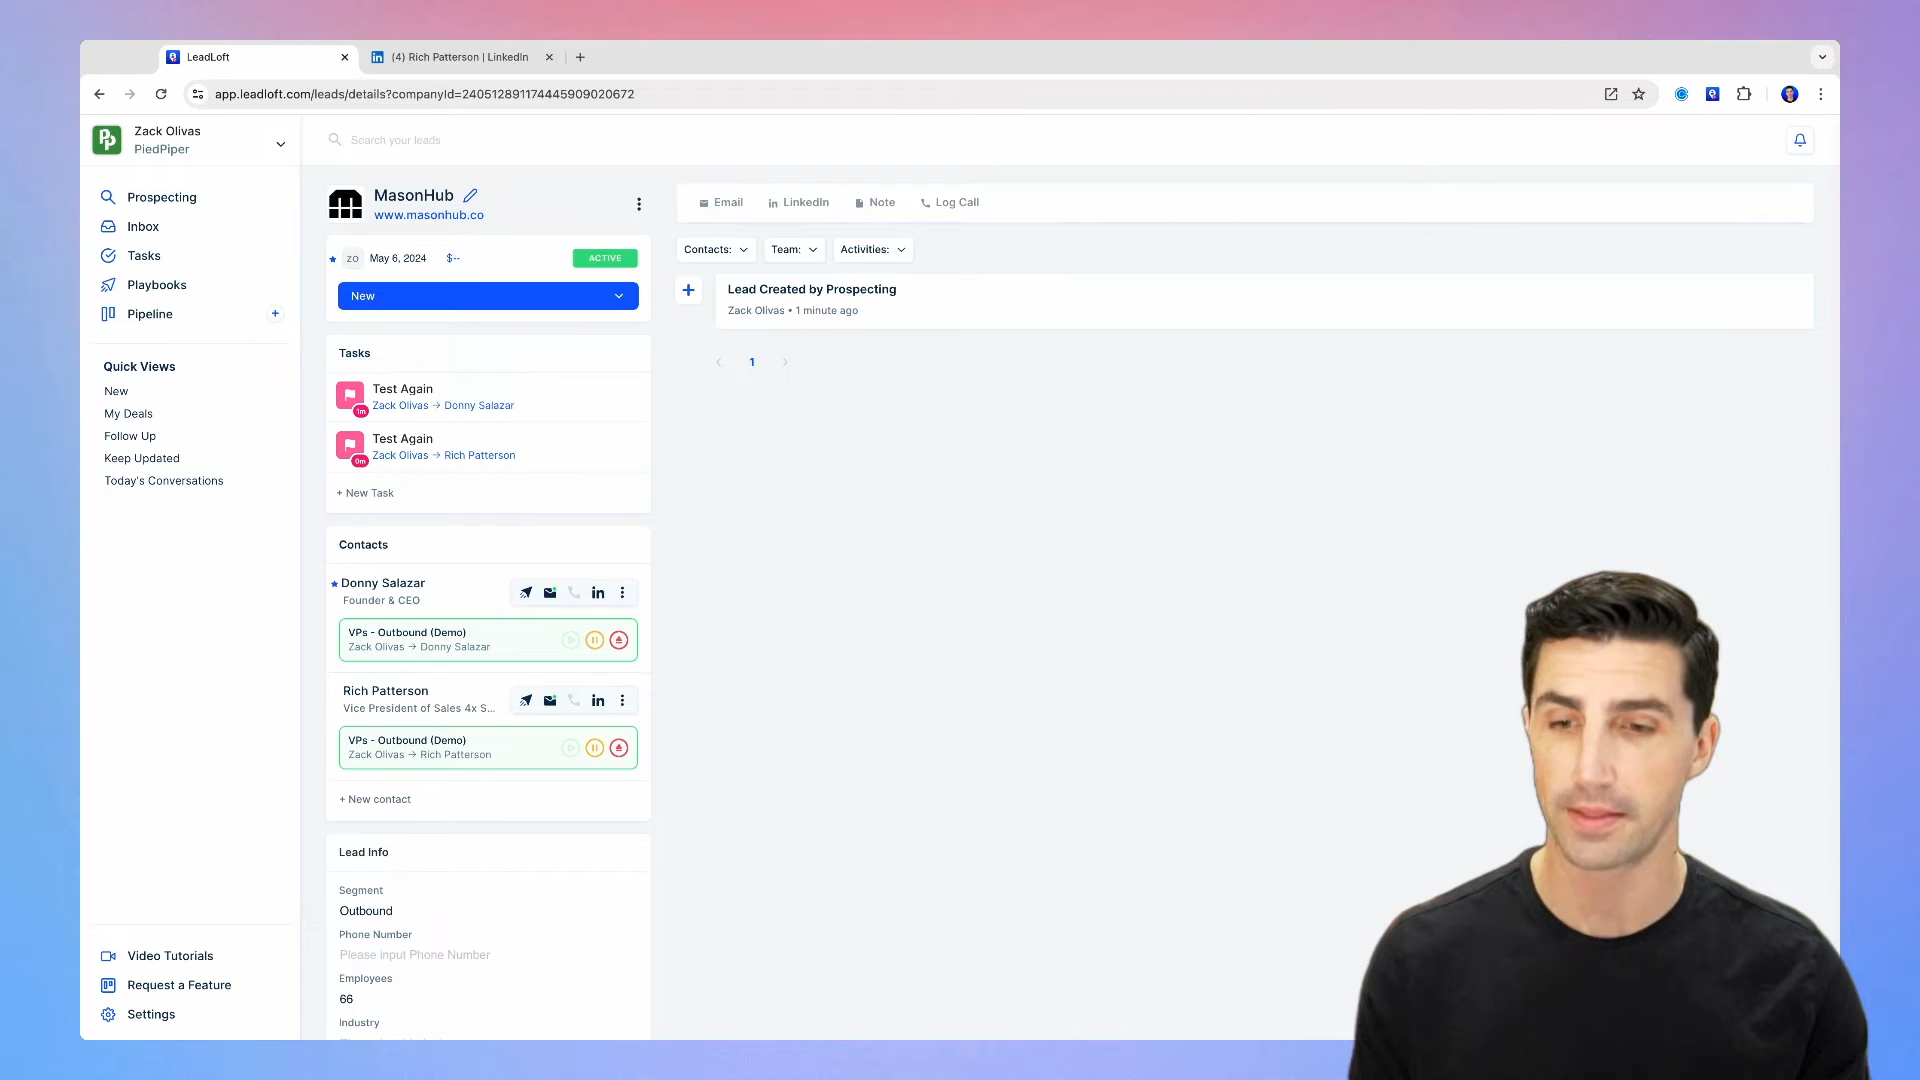 LeadLoft
(4) Rich Patterson | LinkedIn
app.leadloft.com/leads/details?companyId=240512891174445909020672
Zack Olivas
PiedPiper
Search your leads
Prospecting
Inbox
Tasks
Playbooks
Pipeline
Quick Views
New
My Deals
Follow Up
Keep Updated
Today's Conversations
Video Tutorials
Request a Feature
Settings
MasonHub
www.masonhub.co
ZO May 6, 2024 $-- ACTIVE
New
Tasks
Test Again
1m Zack Olivas → Donny Salazar
Test Again
0m Zack Olivas → Rich Patterson
+ New Task
Contacts
Donny Salazar
Founder & CEO
VPs - Outbound (Demo)
Zack Olivas → Donny Salazar
Rich Patterson
Vice President of Sales 4x S...
VPs - Outbound (Demo)
Zack Olivas → Rich Patterson
+ New contact
Lead Info
Segment
Outbound
Phone Number
Please input Phone Number
Employees
66
Industry
Email LinkedIn Note Log Call
Contacts: Team: Activities:
Lead Created by Prospecting
Zack Olivas • 1 minute ago
1